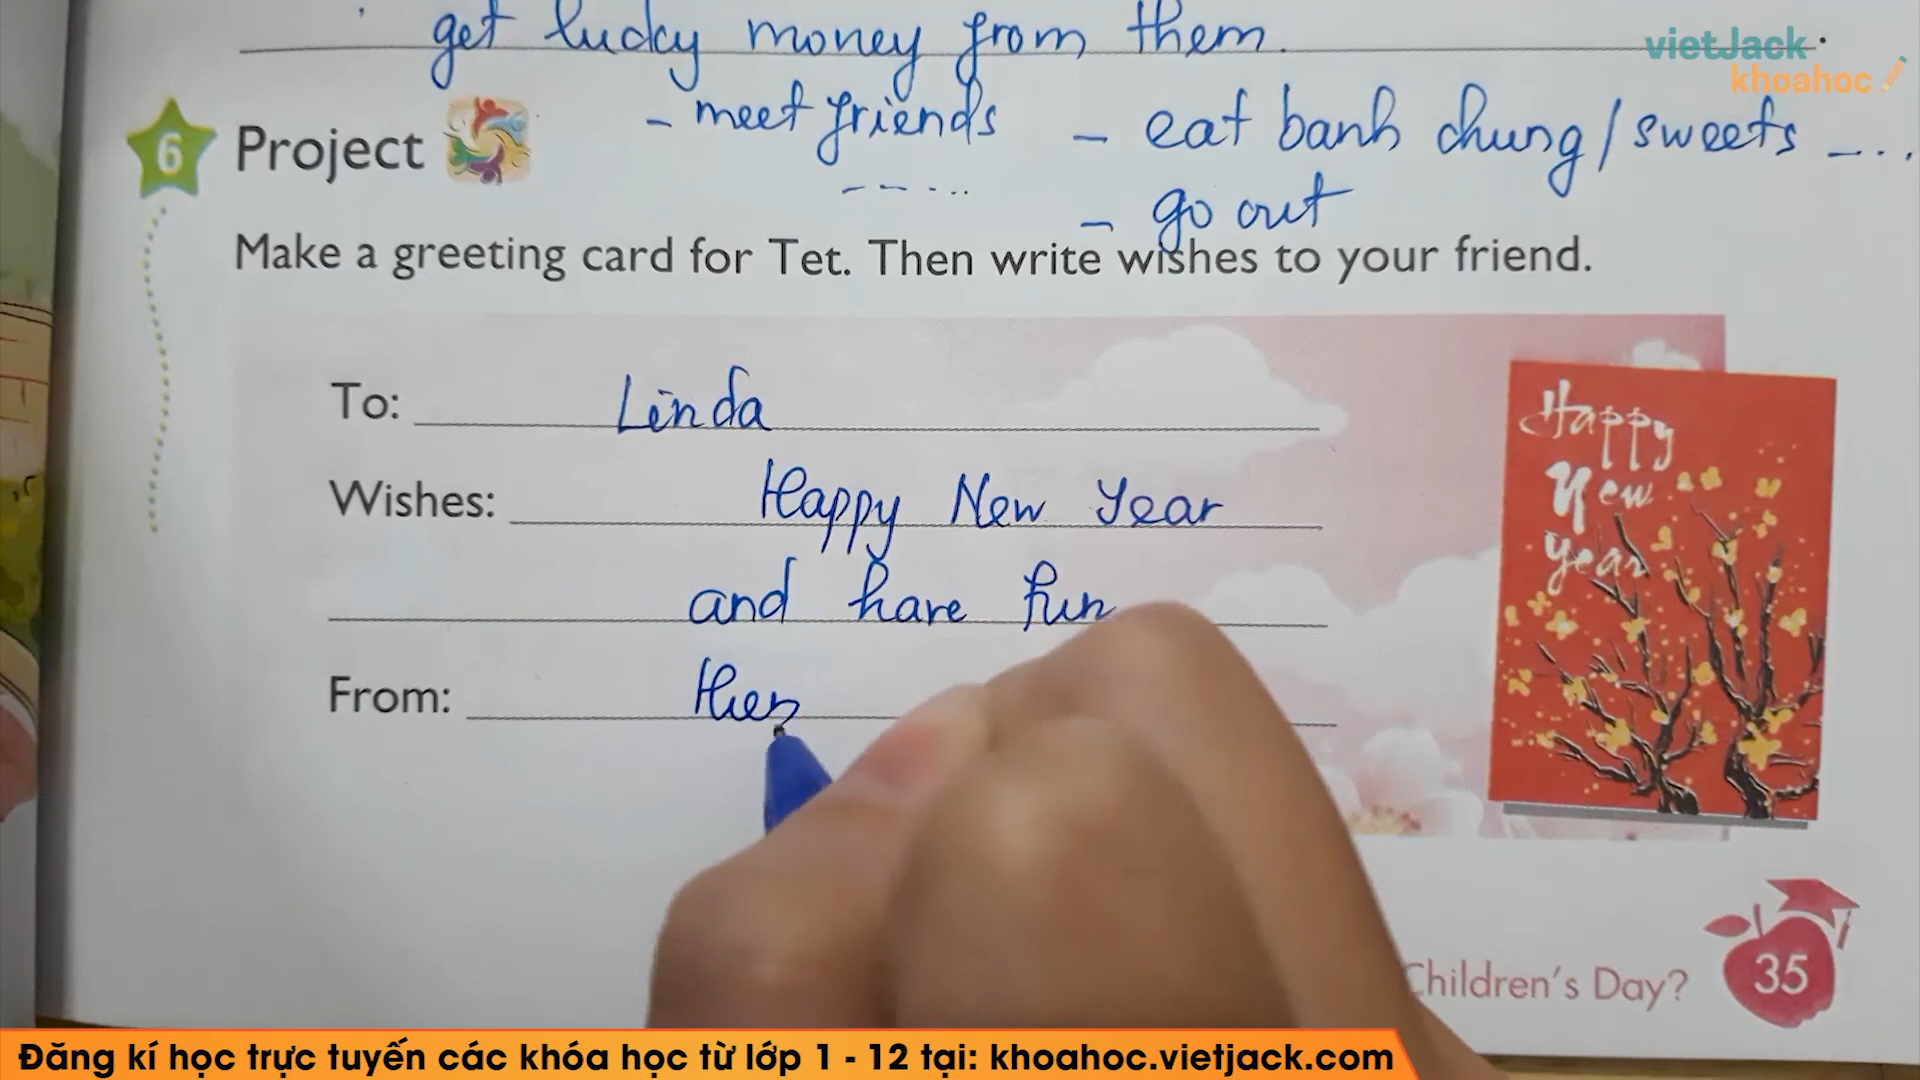 get lucky money from them.
vietJack
khoahoc
- meet friends - eat banh chung/sweets - ...
- - - . .
- go out
6 Project
Make a greeting card for Tet. Then write wishes to your friend.
To: Linda
Wishes: Happy New Year
and have fun
From:
Happy
New
Year
Children's Day?
35
Đăng kí học trực tuyến các khóa học từ lớp 1 - 12 tại: khoahoc.vietjack.com